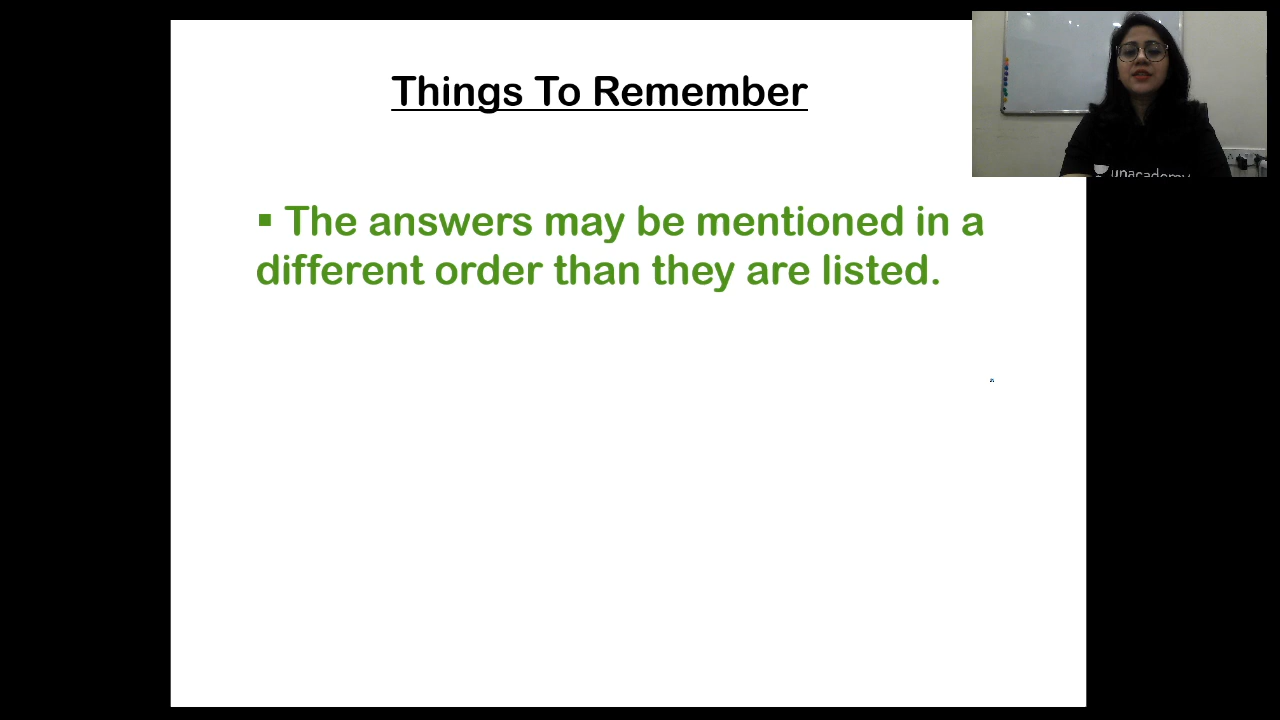 Things To Remember
▪ The answers may be mentioned in a
different order than they are listed.
unacademy